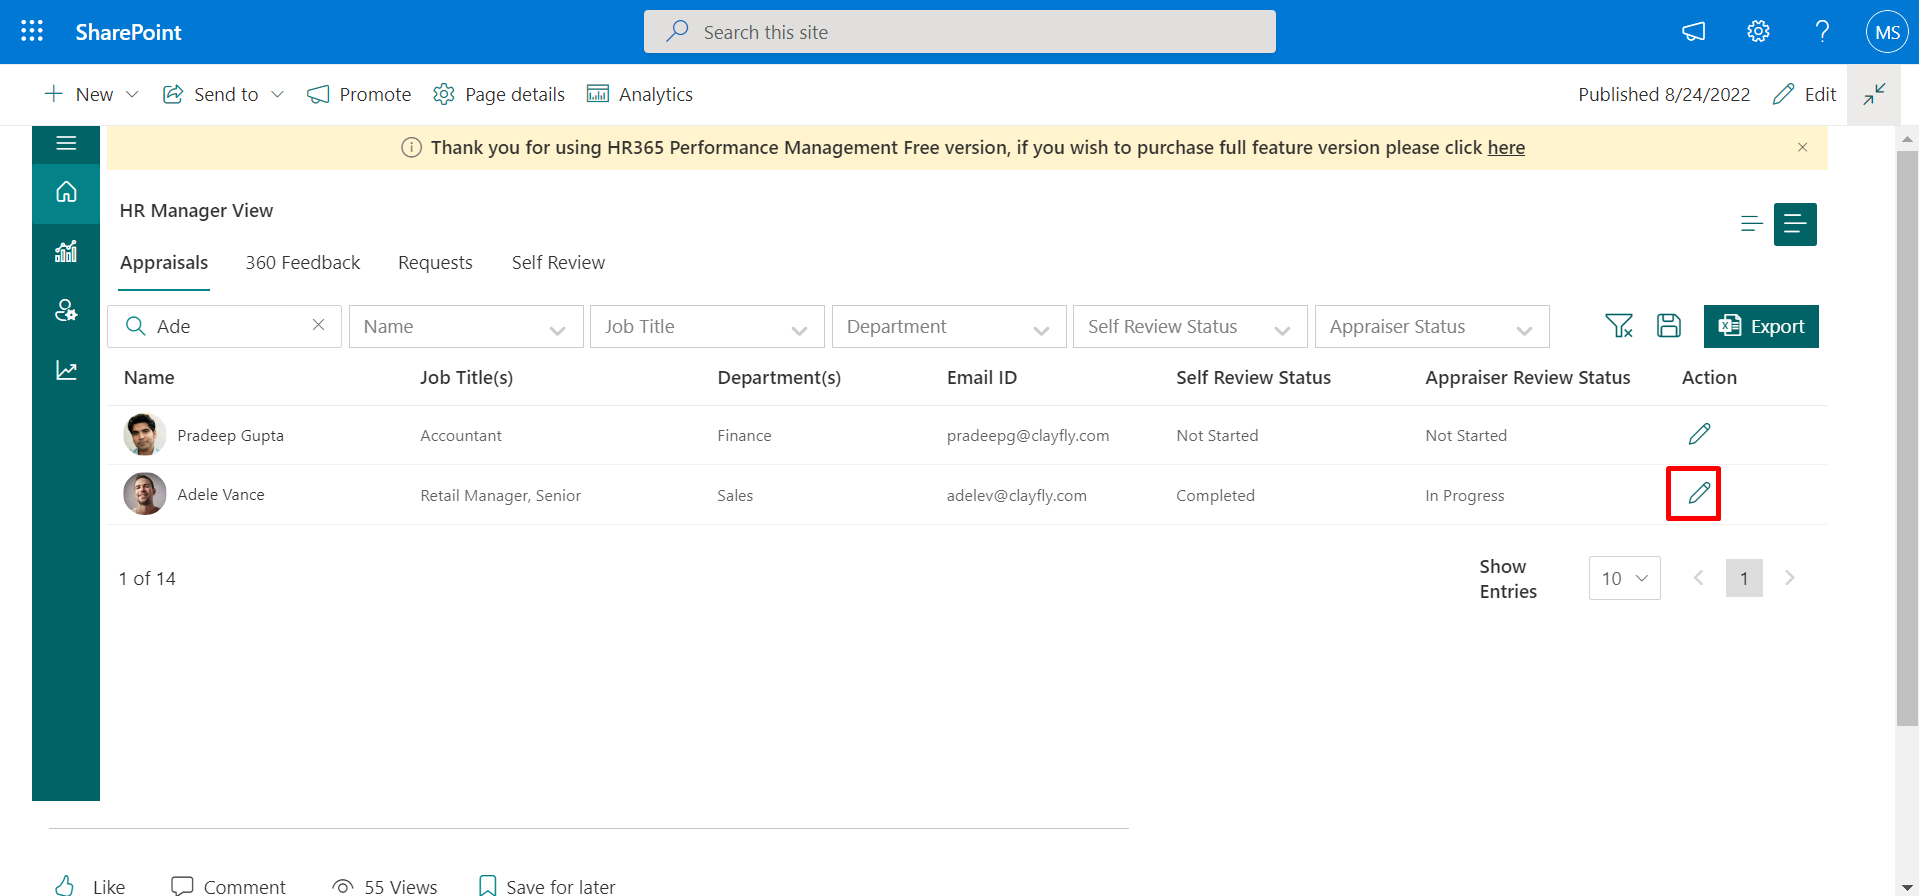 SharePoint
Search this site
MS
New
Send to
Promote
Page details
Analytics
Published 8/24/2022
Edit
Thank you for using HR365 Performance Management Free version, if you wish to purchase full feature version please click here
HR Manager View
Appraisals
360 Feedback
Requests
Self Review
Ade
Name
Job Title
Department
Self Review Status
Appraiser Status
Export
Name
Job Title(s)
Department(s)
Email ID
Self Review Status
Appraiser Review Status
Action
Pradeep Gupta
Accountant
Finance
pradeepg@clayfly.com
Not Started
Not Started
Adele Vance
Retail Manager, Senior
Sales
adelev@clayfly.com
Completed
In Progress
1 of 14
Show
Entries
10
1
Like
Comment
55 Views
Save for later